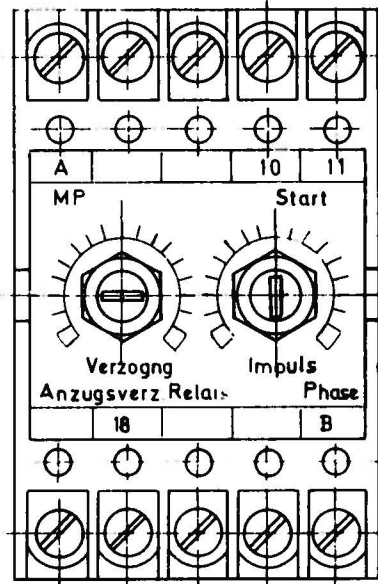 A 10 11
MP Start
Verzogng Impuls
Anzugsverz. Relais Phase
18 B